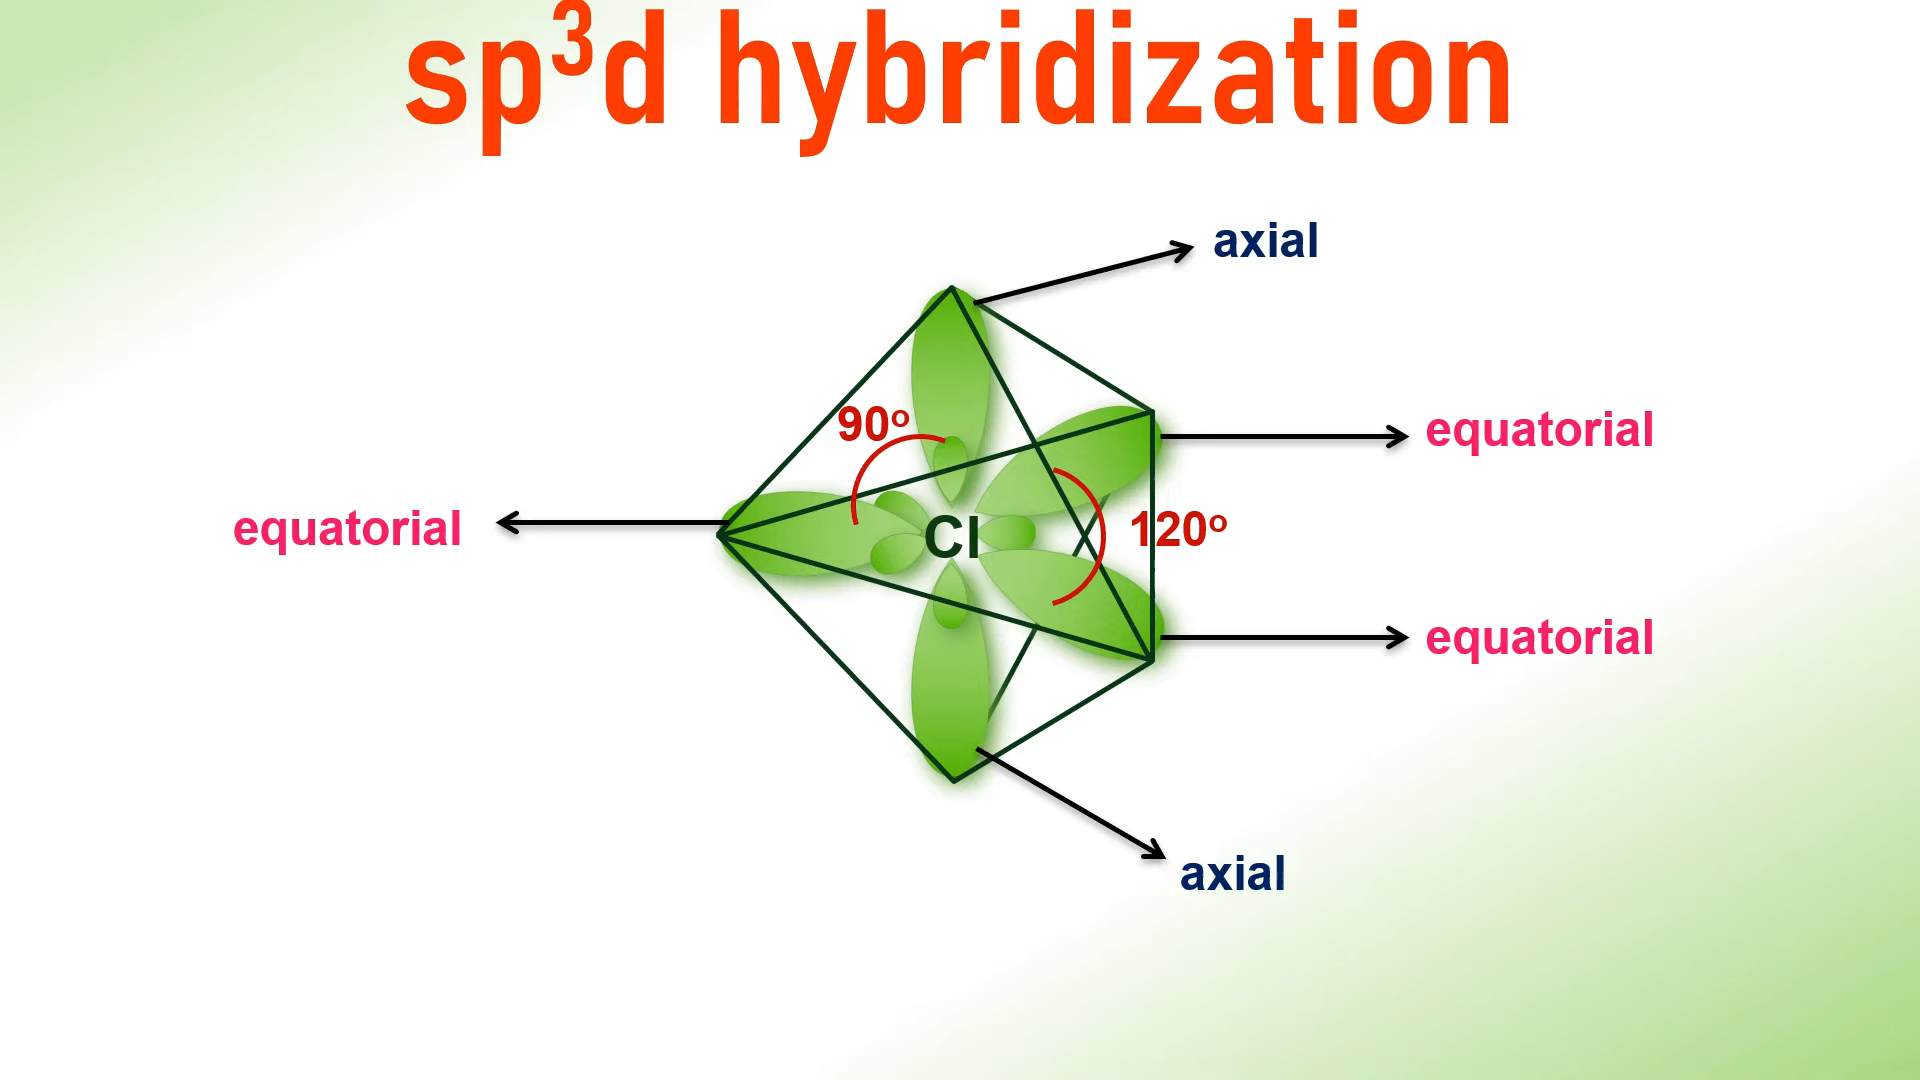 sp³d hybridization
axial
90º
equatorial
equatorial
Cl
120º
equatorial
axial